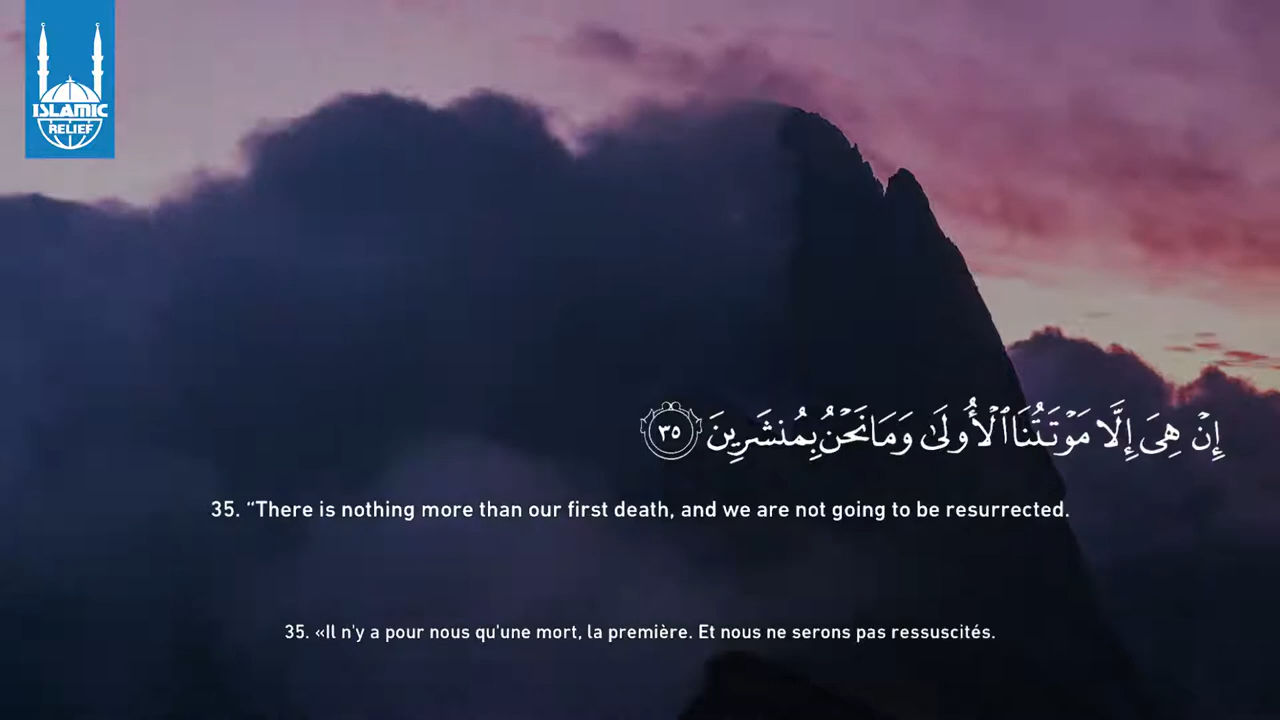 ISLAMIC
RELIEF
إِنْ هِىَ إِلَّا مَوْتَتُنَا ٱلْأُولَىٰ وَمَا نَحْنُ بِمُنشَرِينَ ٣٥
35. “There is nothing more than our first death, and we are not going to be resurrected.
35. «Il n'y a pour nous qu'une mort, la première. Et nous ne serons pas ressuscités.